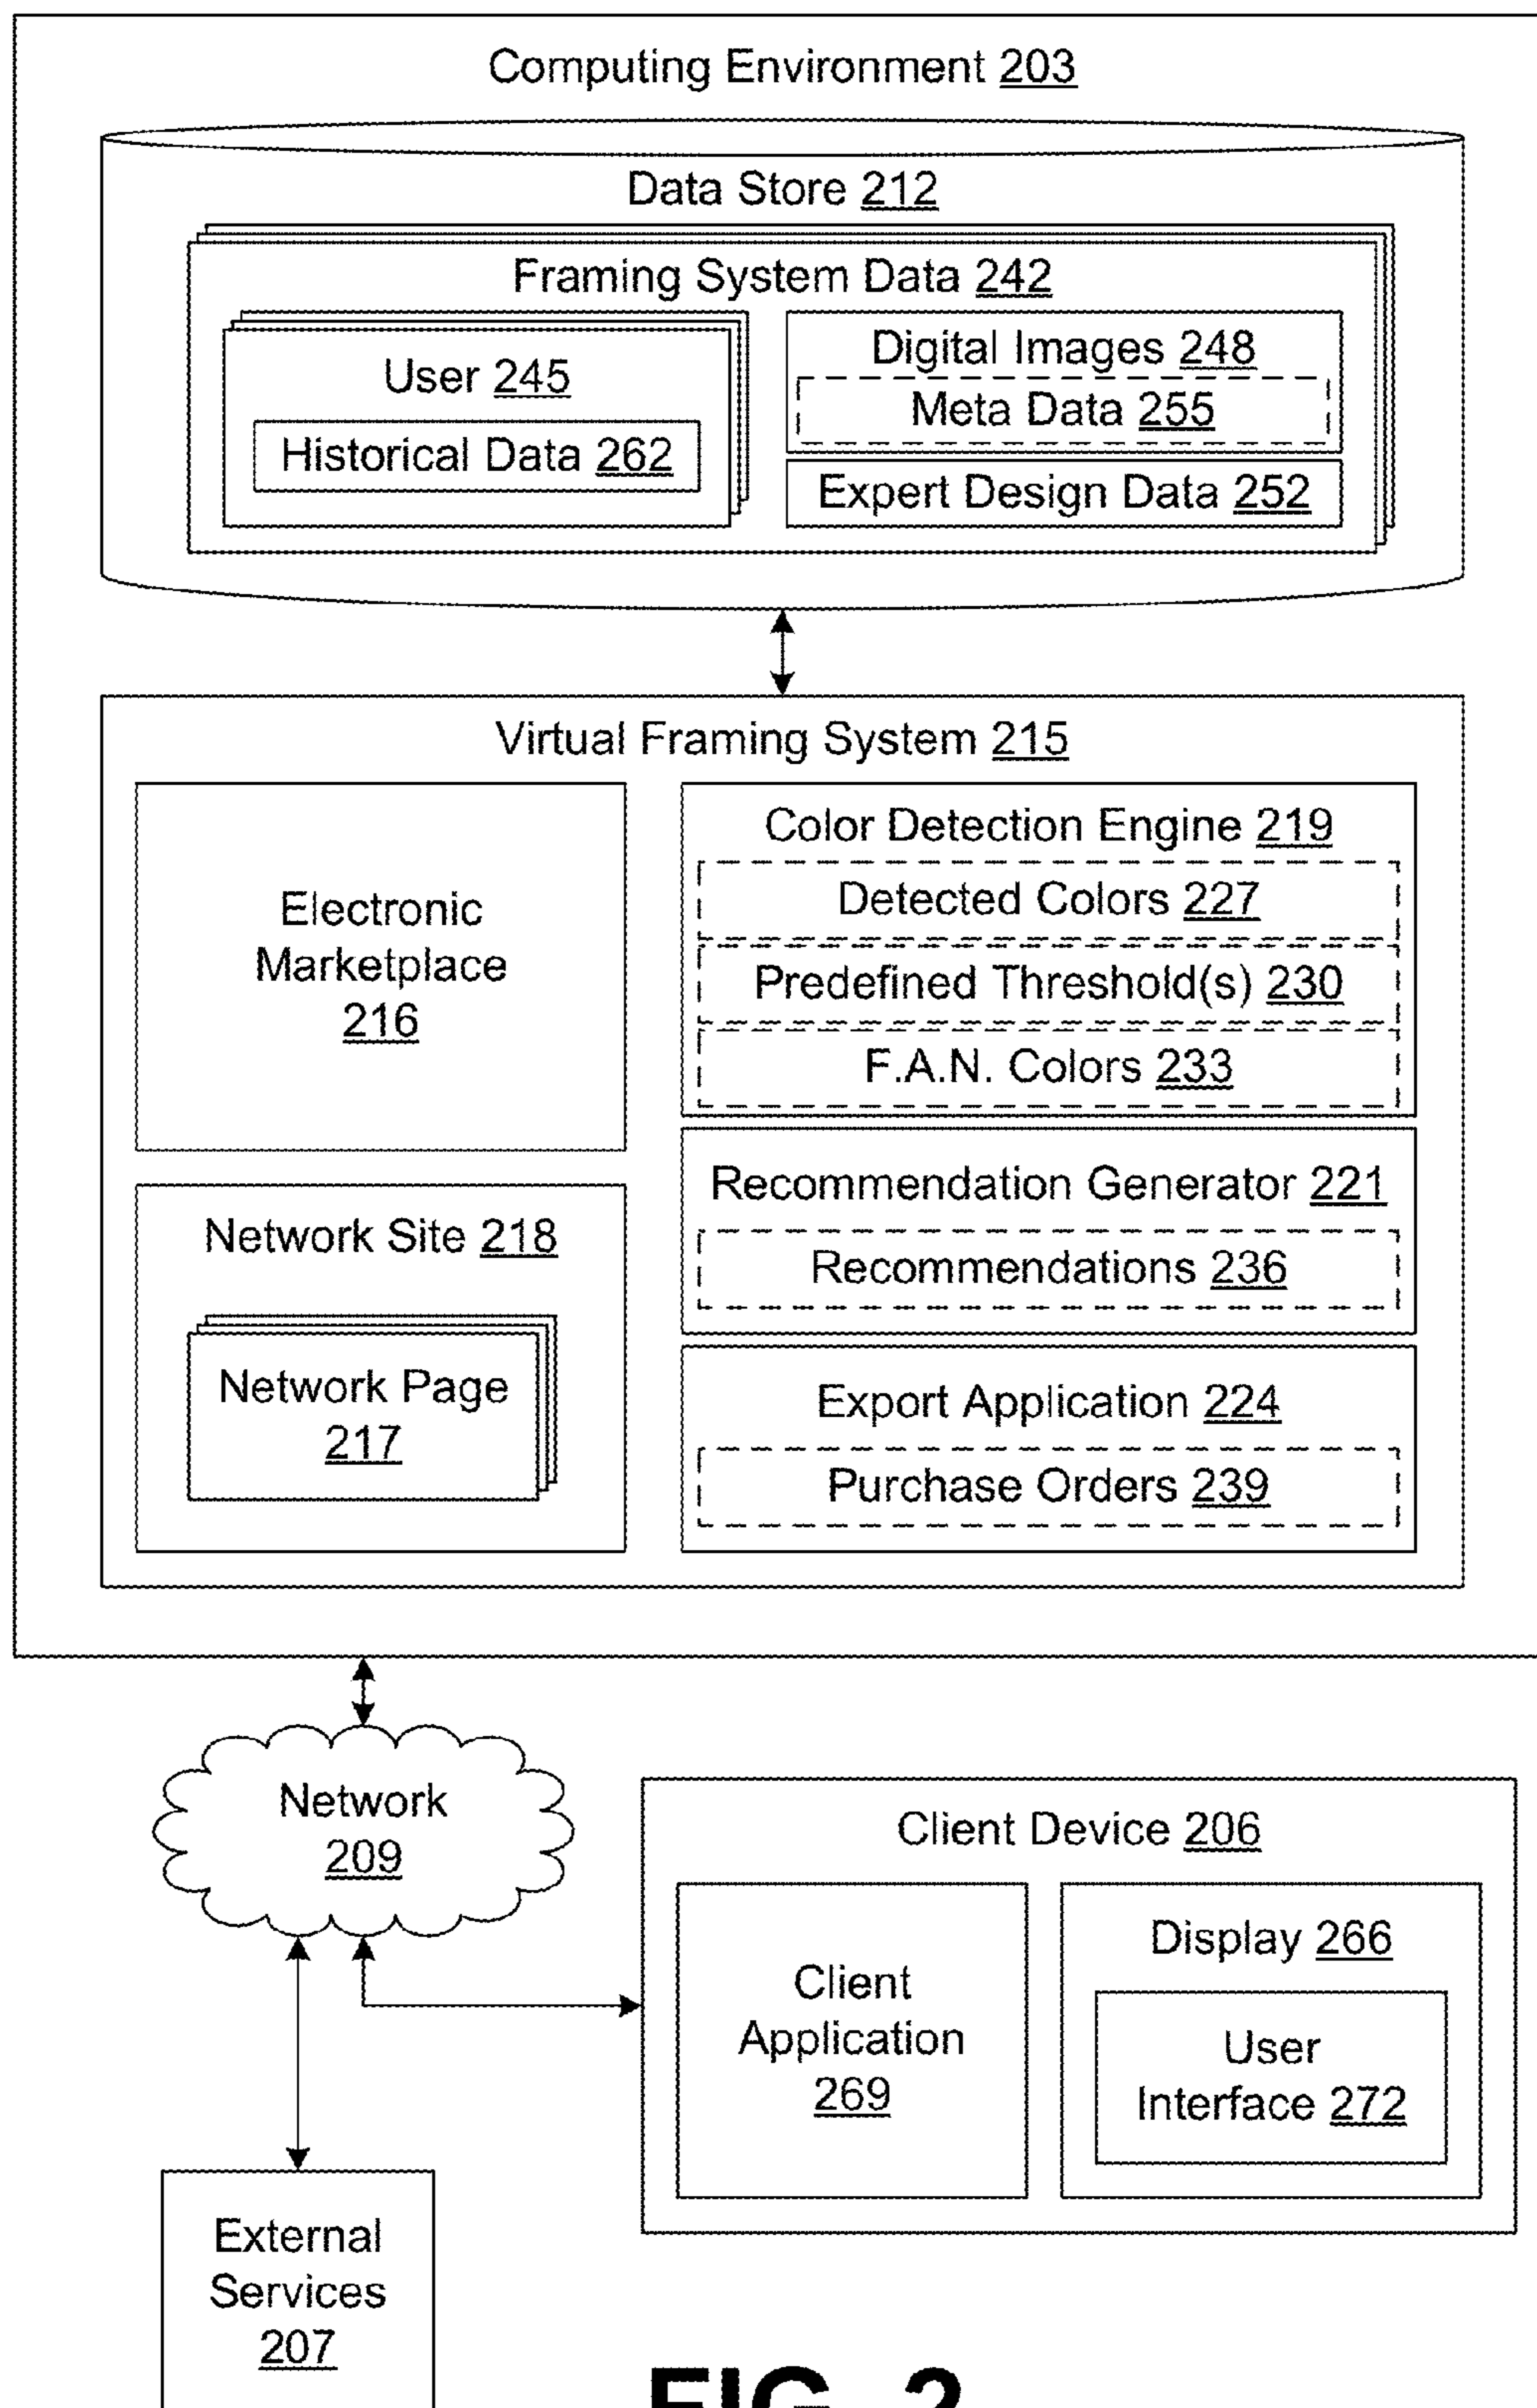 Computing Environment 203
Data Store 212
Framing System Data 242
User 245
Historical Data 262
Digital Images 248
Meta Data 255
Expert Design Data 252
Virtual Framing System 215
Electronic
Marketplace
216
Network Site 218
Network Page
217
Color Detection Engine 219
Detected Colors 227
Predefined Threshold(s) 230
F.A.N. Colors 233
Recommendation Generator 221
Recommendations 236
Export Application 224
Purchase Orders 239
Network
209
Client Device 206
Client
Application
269
Display 266
User
Interface 272
External
Services
207
FIG. 2